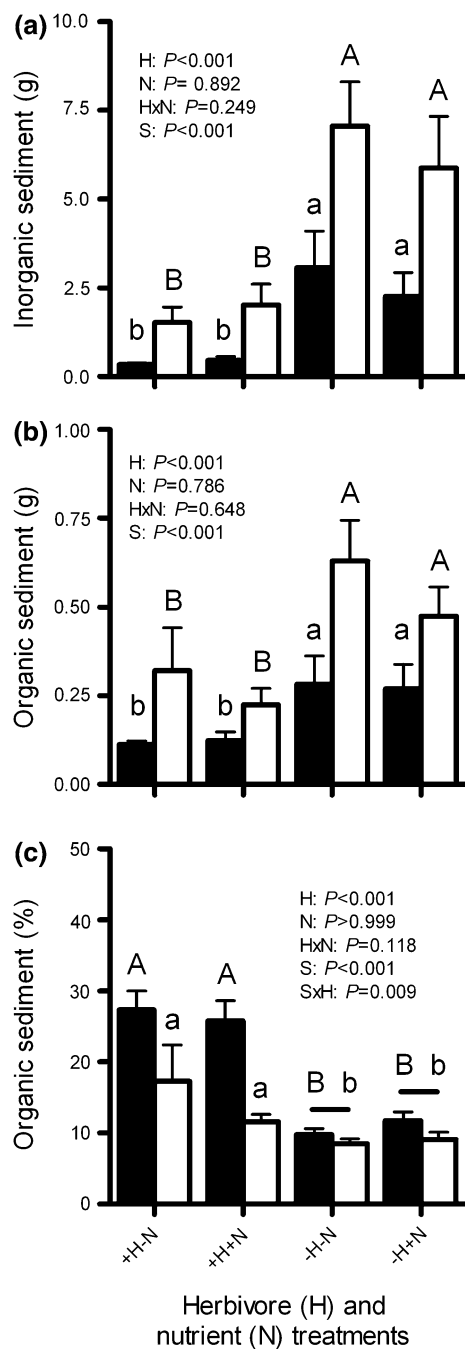 (a)
Inorganic sediment (g)
10.0
7.5
5.0
2.5
0.0
H: P<0.001
N: P= 0.892
HxN: P=0.249
S: P<0.001
b B b B a A a A
(b)
Organic sediment (g)
1.00
0.75
0.50
0.25
0.00
H: P<0.001
N: P=0.786
HxN: P=0.648
S: P<0.001
b B b B a A a A
(c)
Organic sediment (%)
50
40
30
20
10
0
H: P<0.001
N: P>0.999
HxN: P=0.118
S: P<0.001
SxH: P=0.009
A a A a B b B b
+H-N
+H+N
-H-N
-H+N
Herbivore (H) and
nutrient (N) treatments